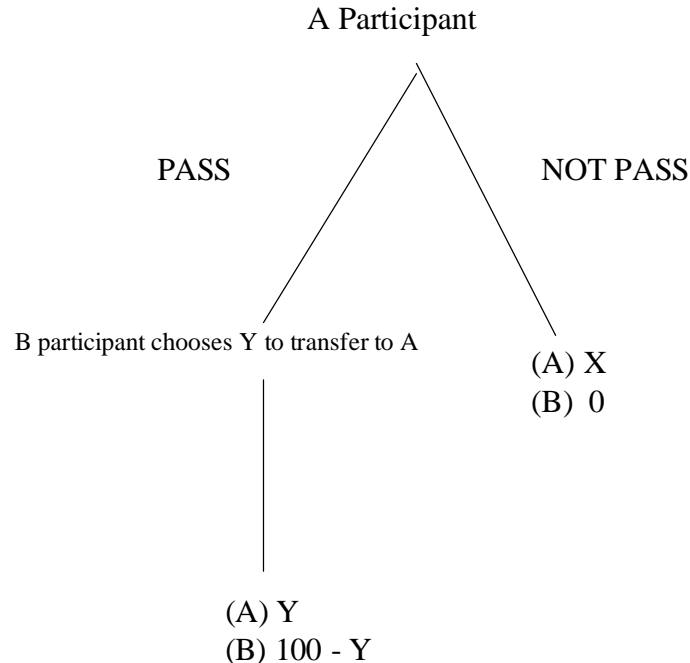 A Participant
PASS
NOT PASS
B participant chooses Y to transfer to A
(A) X
(B) 0
(A) Y
(B) 100 - Y